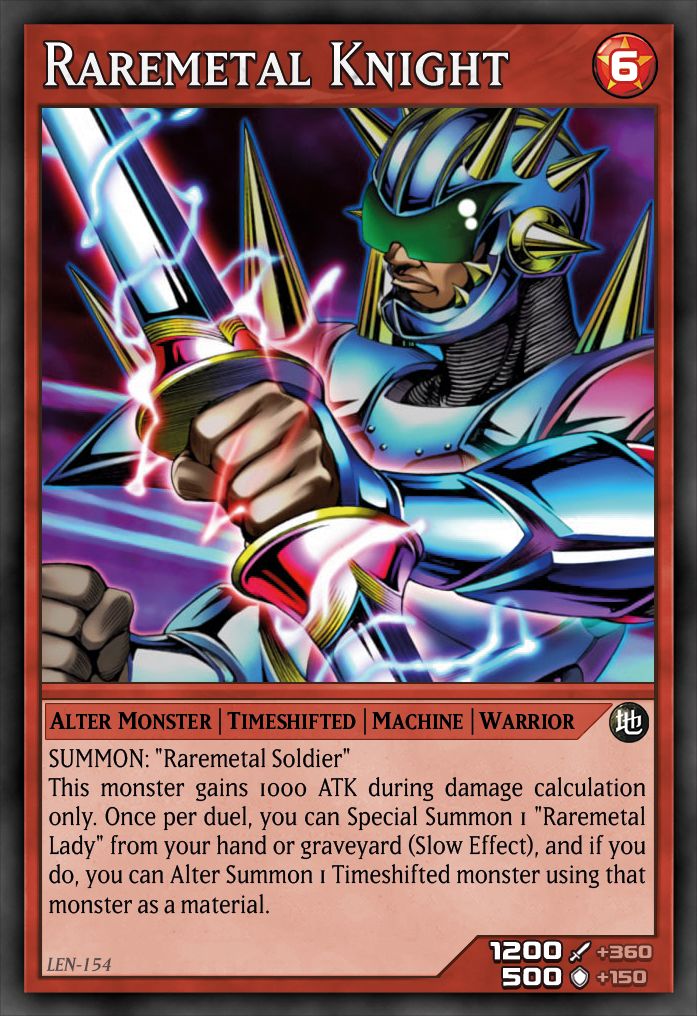 Raremetal Knight
6
Alter Monster | Timeshifted | Machine | Warrior
SUMMON: "Raremetal Soldier"
This monster gains 1000 ATK during damage calculation
only. Once per duel, you can Special Summon 1 "Raremetal
Lady" from your hand or graveyard (Slow Effect), and if you
do, you can Alter Summon 1 Timeshifted monster using that
monster as a material.
1200 +360
LEN-154
500 +150